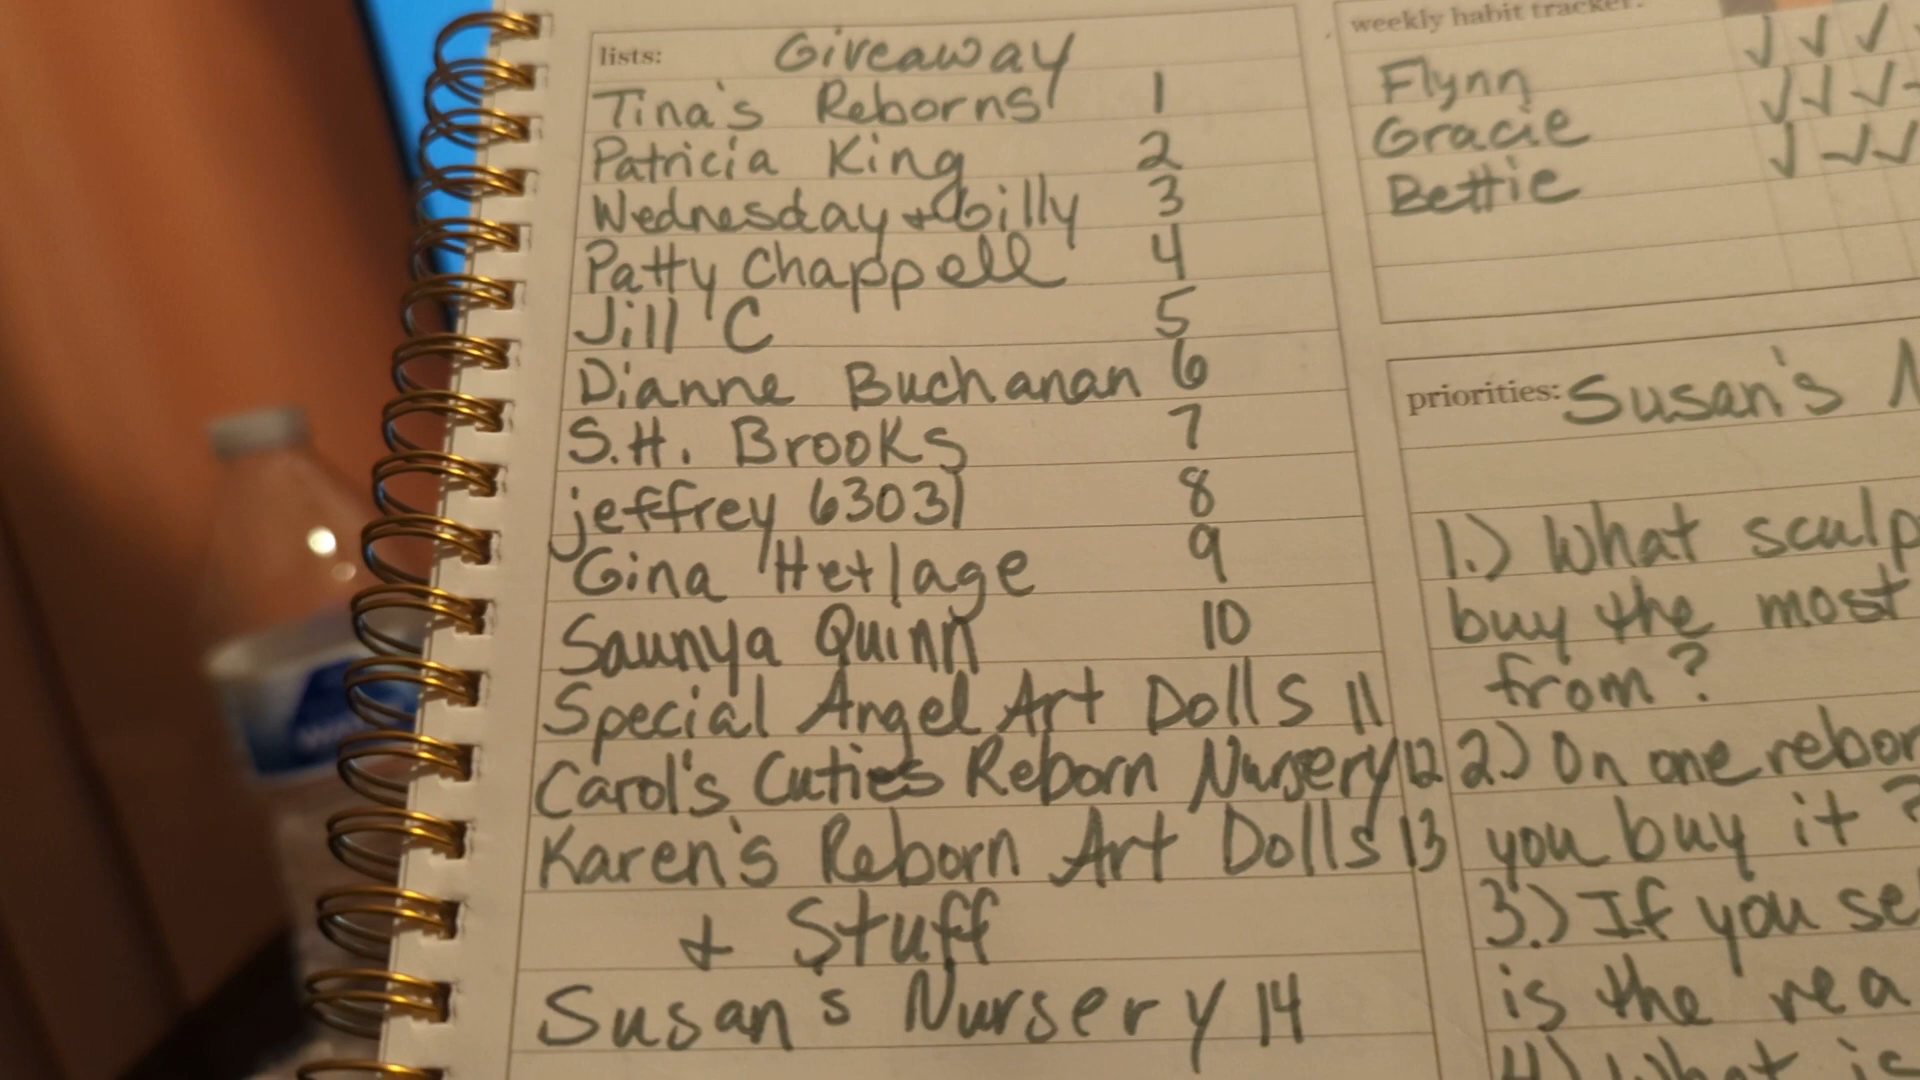 lists: Giveaway
Tina's Reborns 1
Patricia King 2
Wednesday + Gilly 3
Patty Chappell 4
Jill C 5
Dianne Buchanan 6
S.H. Brooks 7
jeffrey 63031 8
Gina Hetlage 9
Saunya Quinn 10
Special Angel Art Dolls 11
Carol's Cuties Reborn Nursery 12
Karen's Reborn Art Dolls 13
+ Stuff
Susan's Nursery 14
weekly habit tracker:
Flynn
Gracie
Bettie
priorities: Susan's
1.) What sculp
buy the most
from?
2.) On one rebor
you buy it?
3.) If you se
is the rea
4.) What is